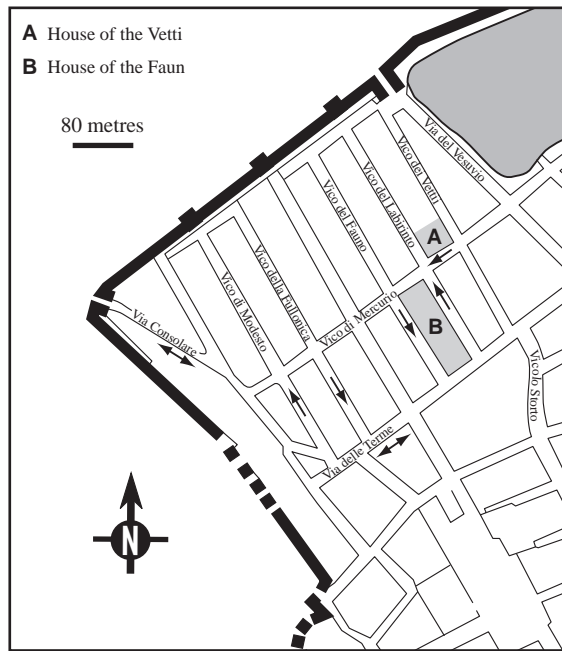 A House of the Vetti
B House of the Faun
80 metres
Via del Vesuvio
Vico dei Vetti
Vico del Labirinto
Vico del Fauno
A
Vico della Fullonica
Vico di Modesto
Vico di Mercurio
B
Via Consolare
Vicolo Storto
Via delle Terme
N